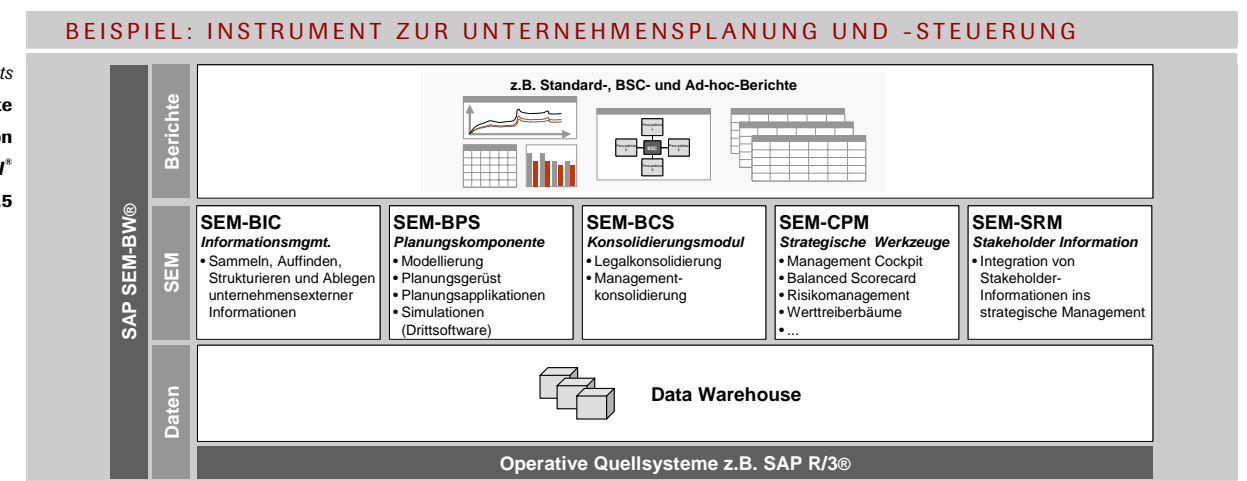 BEISPIEL: INSTRUMENT ZUR UNTERNEHMENSPLANUNG UND -STEUERUNG
SAP SEM-BW®
Berichte
z.B. Standard-, BSC- und Ad-hoc-Berichte
BSC
SEM
SEM-BIC
Informationsmgmt.
• Sammeln, Auffinden,
Strukturieren und Ablegen
unternehmensexterner
Informationen
SEM-BPS
Planungskomponente
• Modellierung
• Planungsgerüst
• Planungsapplikationen
• Simulationen
(Drittsoftware)
SEM-BCS
Konsolidierungsmodul
• Legalkonsolidierung
• Management-
konsolidierung
SEM-CPM
Strategische Werkzeuge
• Management Cockpit
• Balanced Scorecard
• Risikomanagement
• Werttreiberbäume
• ...
SEM-SRM
Stakeholder Information
• Integration von
Stakeholder-
Informationen ins
strategische Management
Daten
Data Warehouse
Operative Quellsysteme z.B. SAP R/3®